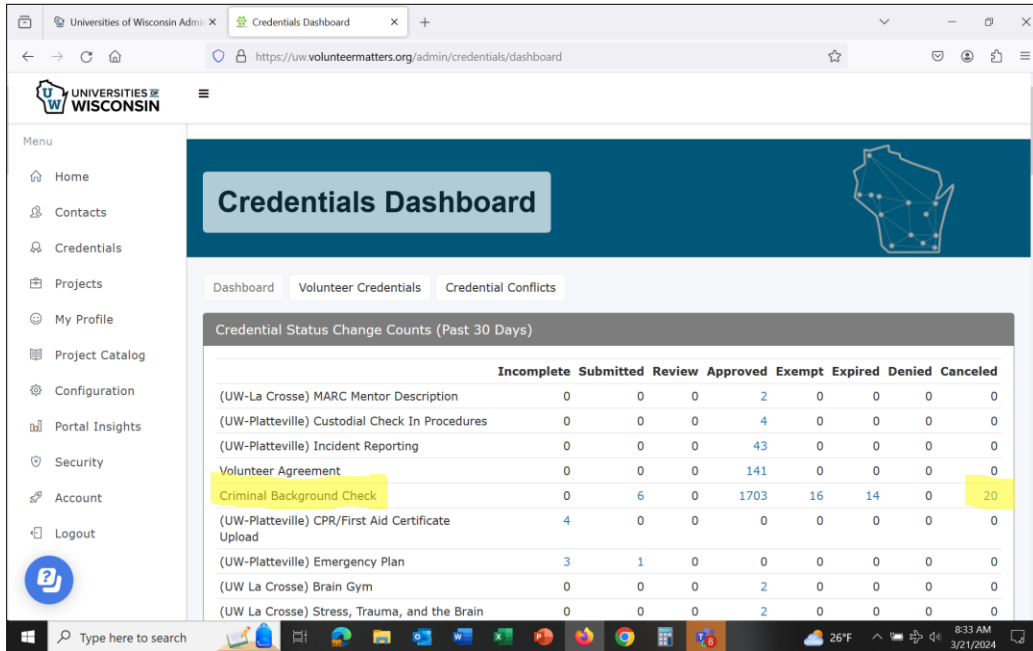 Universities of Wisconsin Admi
Credentials Dashboard
https://uw.volunteermatters.org/admin/credentials/dashboard
UW UNIVERSITIES OF
WISCONSIN
Menu
Home
Contacts
Credentials
Projects
My Profile
Project Catalog
Configuration
Portal Insights
Security
Account
Logout
Credentials Dashboard
Dashboard Volunteer Credentials Credential Conflicts
Credential Status Change Counts (Past 30 Days)
Incomplete Submitted Review Approved Exempt Expired Denied Canceled
(UW-La Crosse) MARC Mentor Description 0 0 0 2 0 0 0 0
(UW-Platteville) Custodial Check In Procedures 0 0 0 4 0 0 0 0
(UW-Platteville) Incident Reporting 0 0 0 43 0 0 0 0
Volunteer Agreement 0 0 0 141 0 0 0 0
Criminal Background Check 0 6 0 1703 16 14 0 20
(UW-Platteville) CPR/First Aid Certificate
Upload 4 0 0 0 0 0 0 0
(UW-Platteville) Emergency Plan 3 1 0 0 0 0 0 0
(UW La Crosse) Brain Gym 0 0 0 2 0 0 0 0
(UW La Crosse) Stress, Trauma, and the Brain 0 0 0 2 0 0 0 0
Type here to search
26°F
8:33 AM
3/21/2024